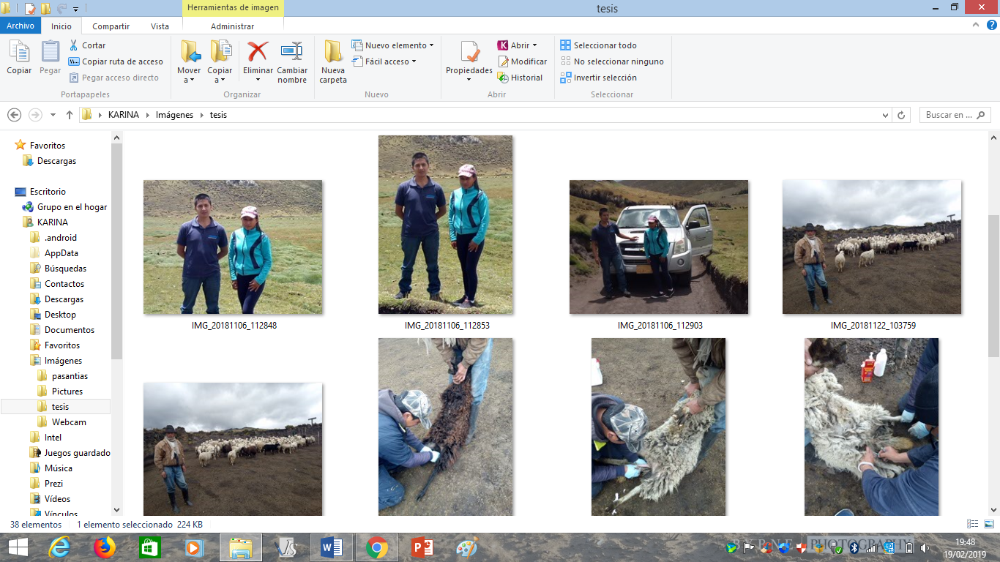 Herramientas de imagen
tesis
Archivo
Inicio
Compartir
Vista
Administrar
Copiar
Pegar
Cortar
Copiar ruta de acceso
Pegar acceso directo
Portapapeles
Mover a
Copiar a
Eliminar
Cambiar nombre
Organizar
Nueva carpeta
Nuevo elemento
Fácil acceso
Nuevo
Propiedades
Abrir
Modificar
Historial
Abrir
Seleccionar todo
No seleccionar ninguno
Invertir selección
Seleccionar
KARINA
Imágenes
tesis
Buscar en ...
Favoritos
Descargas
Escritorio
Grupo en el hogar
KARINA
.android
AppData
Búsquedas
Contactos
Descargas
Desktop
Documentos
Favoritos
Imágenes
pasantias
Pictures
tesis
Webcam
Intel
Juegos guardado
Música
Prezi
Vídeos
Vínculos
IMG_20181106_112848
IMG_20181106_112853
IMG_20181106_112903
IMG_20181122_103759
38 elementos
1 elemento seleccionado 224 KB
PHOTOGRAPHY
19:48
19/02/2019